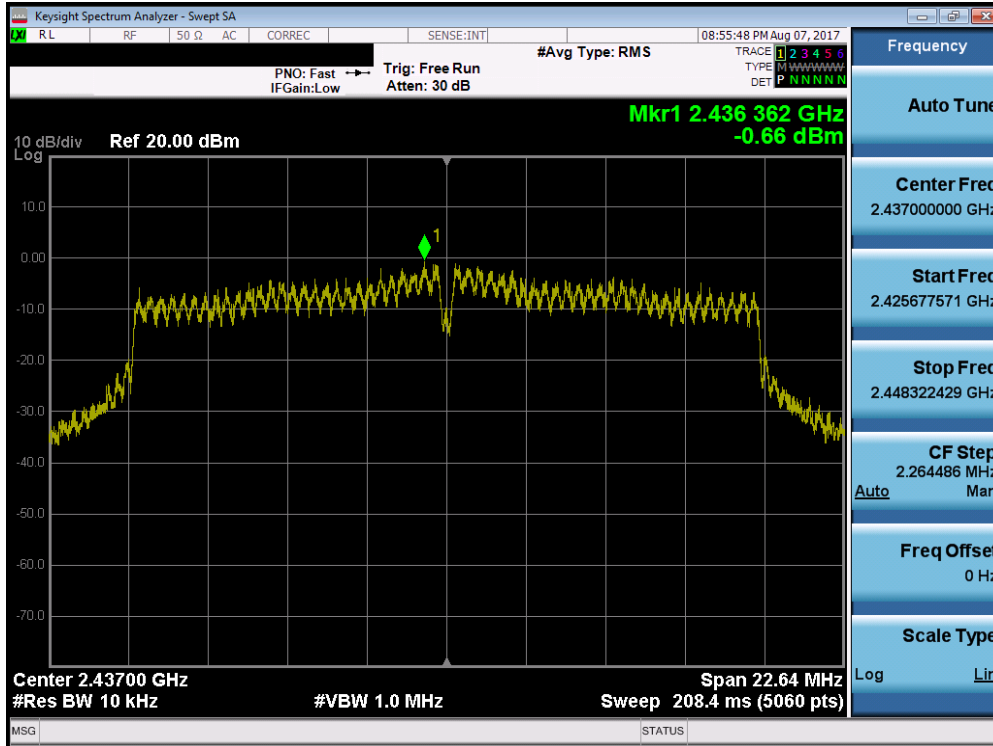 Keysight Spectrum Analyzer - Swept SA
LXI RL RF 50 Ω AC CORREC SENSE:INT 08:55:48 PM Aug 07, 2017
PNO: Fast
IFGain:Low
Trig: Free Run
Atten: 30 dB
#Avg Type: RMS
TRACE 1 2 3 4 5 6
TYPE M WWWWW
DET P N N N N N
Mkr1 2.436 362 GHz
-0.66 dBm
10 dB/div Ref 20.00 dBm
Log
10.0
0.00
-10.0
-20.0
-30.0
-40.0
-50.0
-60.0
-70.0
1
Center 2.43700 GHz Span 22.64 MHz
#Res BW 10 kHz #VBW 1.0 MHz Sweep 208.4 ms (5060 pts)
MSG STATUS
Frequency
Auto Tune
Center Freq
2.437000000 GHz
Start Freq
2.425677571 GHz
Stop Freq
2.448322429 GHz
CF Step
2.264486 MHz
Auto Man
Freq Offset
0 Hz
Scale Type
Log Lin